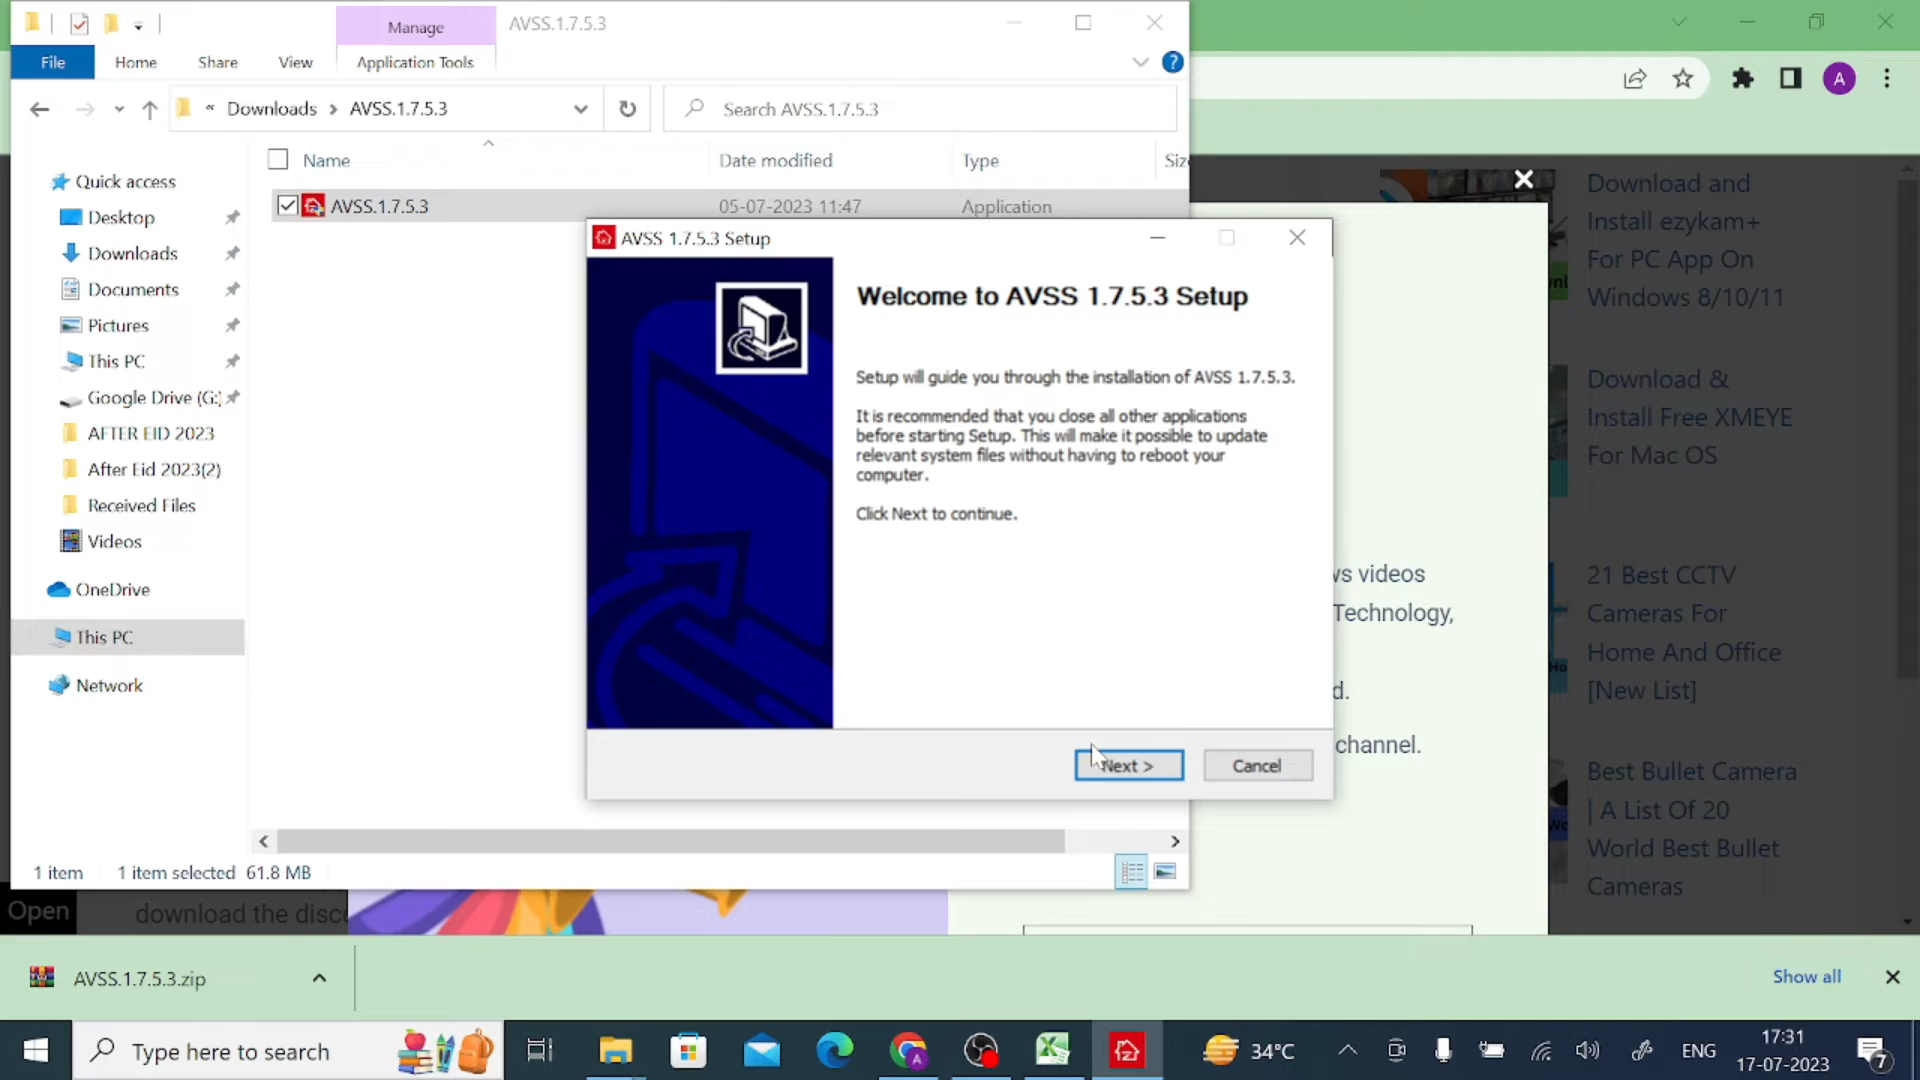 Manage
AVSS.1.7.5.3
File
Home
Share
View
Application Tools
?
« Downloads > AVSS.1.7.5.3
Search AVSS.1.7.5.3
Name
Date modified
Type
Siz
AVSS.1.7.5.3
05-07-2023 11:47
Application
Quick access
Desktop
Downloads
Documents
Pictures
This PC
Google Drive (G:)
AFTER EID 2023
After Eid 2023(2)
Received Files
Videos
OneDrive
This PC
Network
1 item
1 item selected 61.8 MB
AVSS 1.7.5.3 Setup
Welcome to AVSS 1.7.5.3 Setup
Setup will guide you through the installation of AVSS 1.7.5.3.
It is recommended that you close all other applications
before starting Setup. This will make it possible to update
relevant system files without having to reboot your
computer.
Click Next to continue.
Next >
Cancel
A
Download and
Install ezykam+
For PC App On
Windows 8/10/11
Download &
Install Free XMEYE
For Mac OS
21 Best CCTV
Cameras For
Home And Office
[New List]
Best Bullet Camera
| A List Of 20
World Best Bullet
Cameras
ws videos
Technology,
d.
channel.
Open
download the disc
AVSS.1.7.5.3.zip
Show all
Type here to search
A
34°C
ENG
17:31
17-07-2023
7